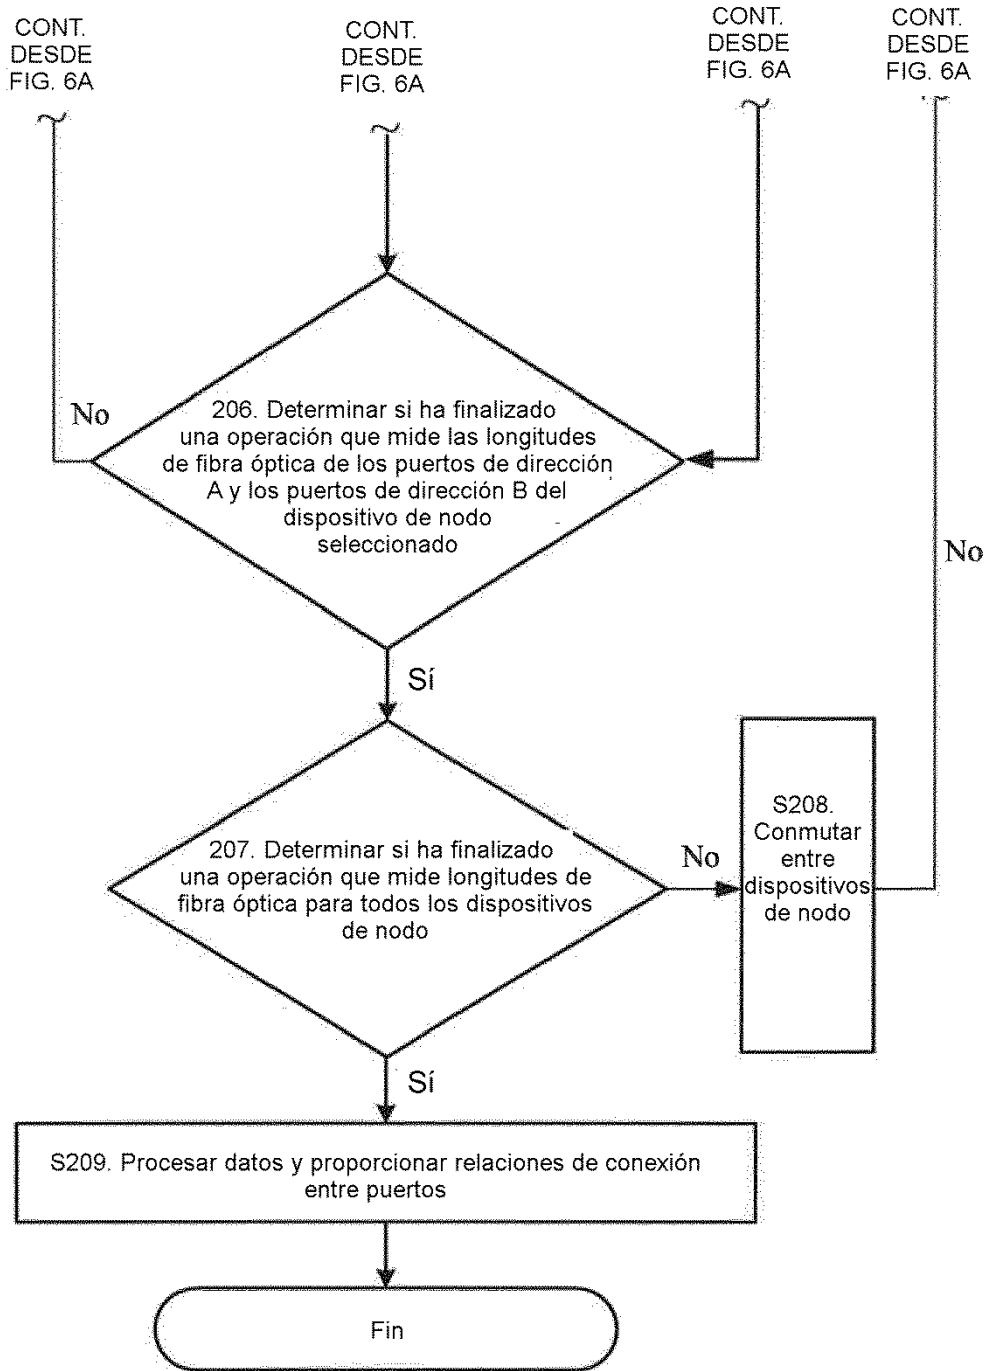 CONT.
DESDE
FIG. 6A
CONT.
DESDE
FIG. 6A
CONT.
DESDE
FIG. 6A
CONT.
DESDE
FIG. 6A
No
206. Determinar si ha finalizado
una operación que mide las longitudes
de fibra óptica de los puertos de dirección
A y los puertos de dirección B del
dispositivo de nodo
seleccionado
No
Sí
207. Determinar si ha finalizado
una operación que mide longitudes de
fibra óptica para todos los dispositivos
de nodo
No
S208.
Conmutar
entre
dispositivos
de nodo
Sí
S209. Procesar datos y proporcionar relaciones de conexión
entre puertos
Fin